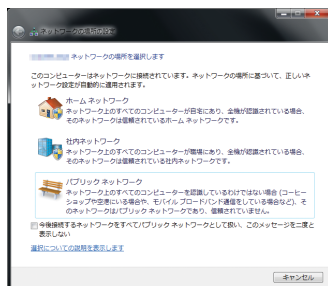 ネットワークの場所の設定
ネットワークの場所を選択します
このコンピューターはネットワークに接続されています。ネットワークの場所に基づいて、正しいネ
ットワーク設定が自動的に適用されます。
ホーム ネットワーク
ネットワーク上のすべてのコンピューターが自宅にあり、全機が認識されている場合、
そのネットワークは信頼されているホーム ネットワークです。
社内ネットワーク
ネットワーク上のすべてのコンピューターが職場にあり、全機が認識されている場合、
そのネットワークは信頼されている社内ネットワークです。
パブリック ネットワーク
ネットワーク上のすべてのコンピューターを認識しているわけではない場合 (コーヒー
ショップや空港にいる場合や、モバイル ブロードバンド通信をしている場合など)、そ
のネットワークはパブリック ネットワークであり、信頼されていません。
今後接続するネットワークをすべてパブリック ネットワークとして扱い、このメッセージを二度と
表示しない
選択についての説明を表示します
キャンセル